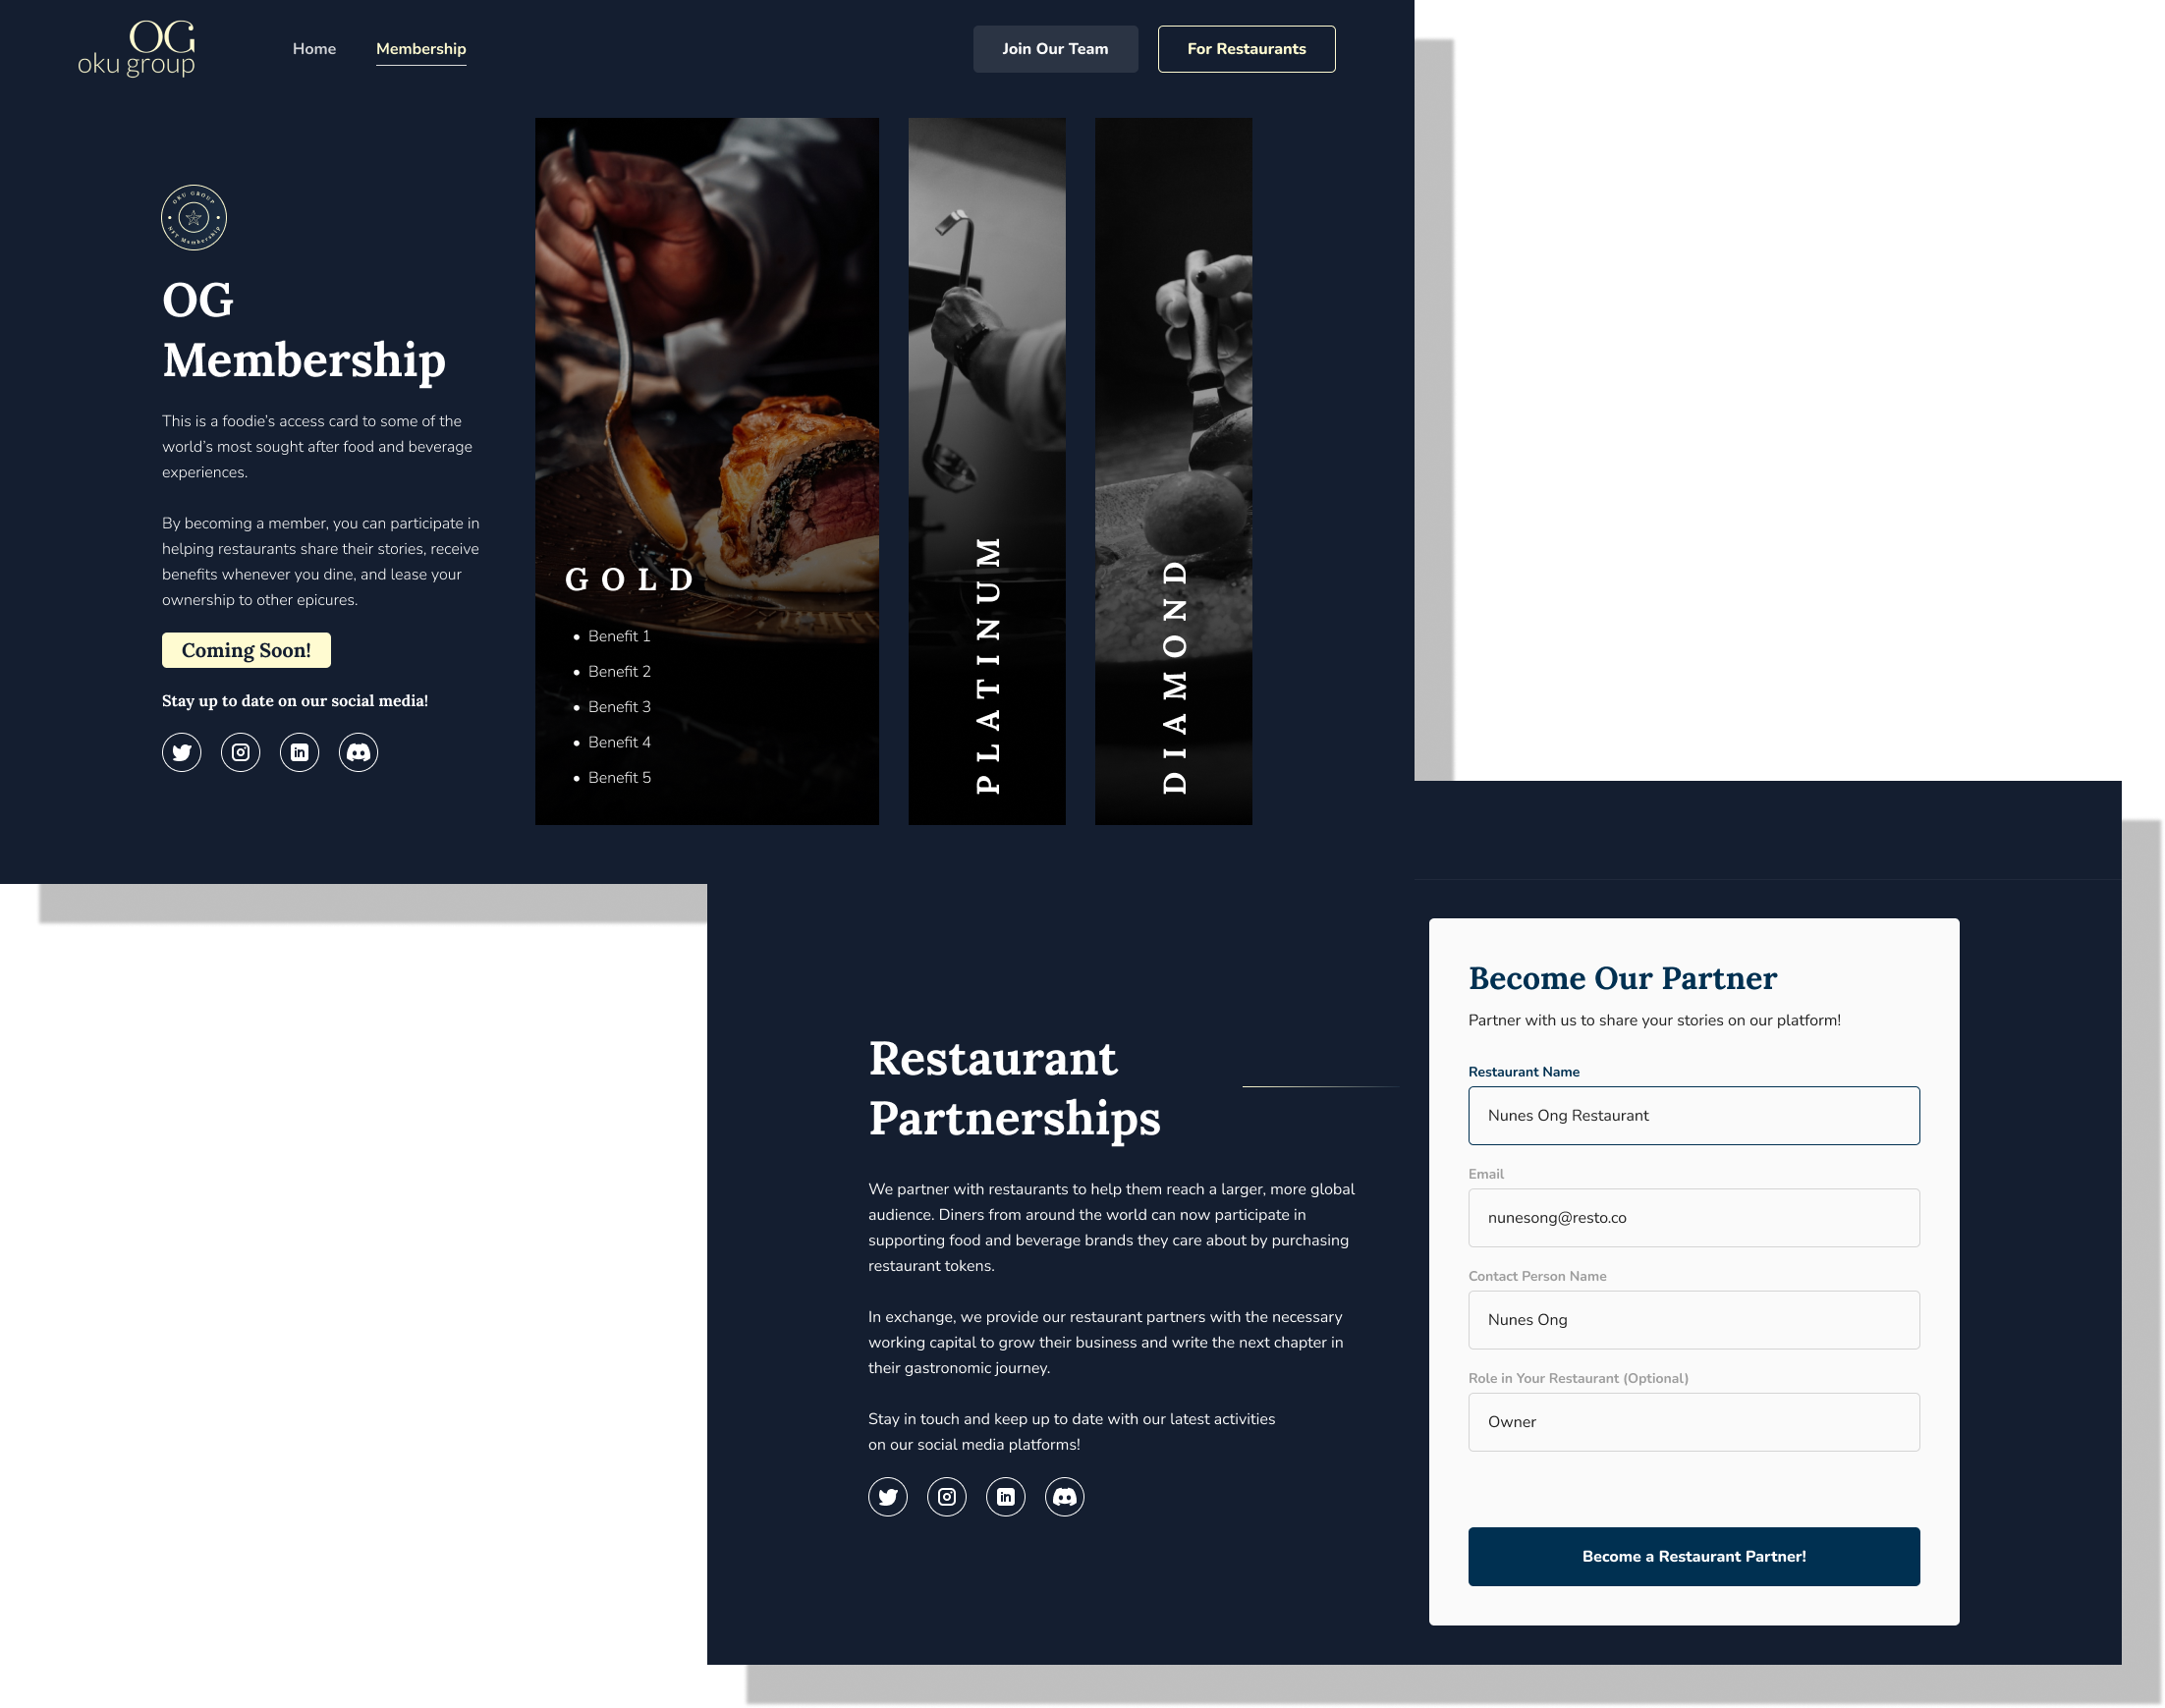 OG
oku group
Home
Membership
Join Our Team
For Restaurants
OKU GROUP
NFT Membership
OG
Membership
This is a foodie’s access card to some of the
world’s most sought after food and beverage
experiences.
By becoming a member, you can participate in
helping restaurants share their stories, receive
benefits whenever you dine, and lease your
ownership to other epicures.
Coming Soon!
Stay up to date on our social media!
GOLD
Benefit 1
Benefit 2
Benefit 3
Benefit 4
Benefit 5
PLATINUM
DIAMOND
Restaurant
Partnerships
We partner with restaurants to help them reach a larger, more global
audience. Diners from around the world can now participate in
supporting food and beverage brands they care about by purchasing
restaurant tokens.
In exchange, we provide our restaurant partners with the necessary
working capital to grow their business and write the next chapter in
their gastronomic journey.
Stay in touch and keep up to date with our latest activities
on our social media platforms!
Become Our Partner
Partner with us to share your stories on our platform!
Restaurant Name
Nunes Ong Restaurant
Email
nunesong@resto.co
Contact Person Name
Nunes Ong
Role in Your Restaurant (Optional)
Owner
Become a Restaurant Partner!